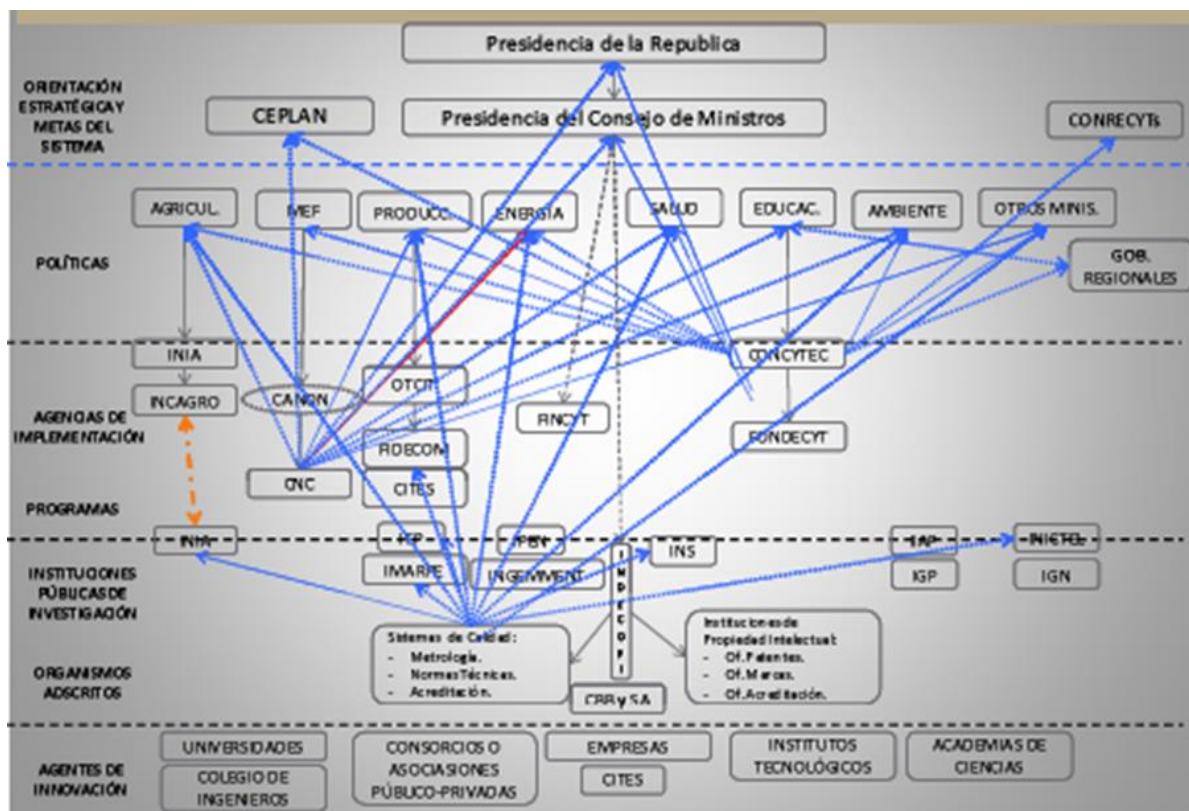 Presidencia de la Republica
ORIENTACIÓN
ESTRATÉGICA Y
METAS DEL
SISTEMA
CEPLAN
Presidencia del Consejo de Ministros
CONRECYTs
AGRICUL.
MEF
PRODUCC.
ENERGÍA
SALUD
EDUCAC.
AMBIENTE
OTROS MINIS.
POLÍTICAS
GOB.
REGIONALES
INIA
CONCYTEC
INCAGRO
CANON
OTCIT
AGENCIAS DE
IMPLEMENTACIÓN
FINCYT
FONDECYT
FIDECOM
CNC
CITES
PROGRAMAS
INIA
IPEN
INS
INICTEL
INSTITUCIONES
PÚBLICAS DE
INVESTIGACIÓN
IMARPE
INGEMMENT
INDECOPI
IGP
IGN
Sistemas de Calidad:
- Metrología.
- Normas Técnicas.
- Acreditación.
Instituciones de
Propiedad Intelectual:
- Of. Patentes.
- Of. Marcas.
- Of. Acreditación.
ORGANISMOS
ADSCRITOS
CBB y SA
AGENTES DE
INNOVACIÓN
UNIVERSIDADES
COLEGIO DE
INGENIEROS
CONSORCIOS O
ASOCIASIONES
PÚBLICO-PRIVADAS
EMPRESAS
CITES
INSTITUTOS
TECNOLÓGICOS
ACADEMIAS DE
CIENCIAS